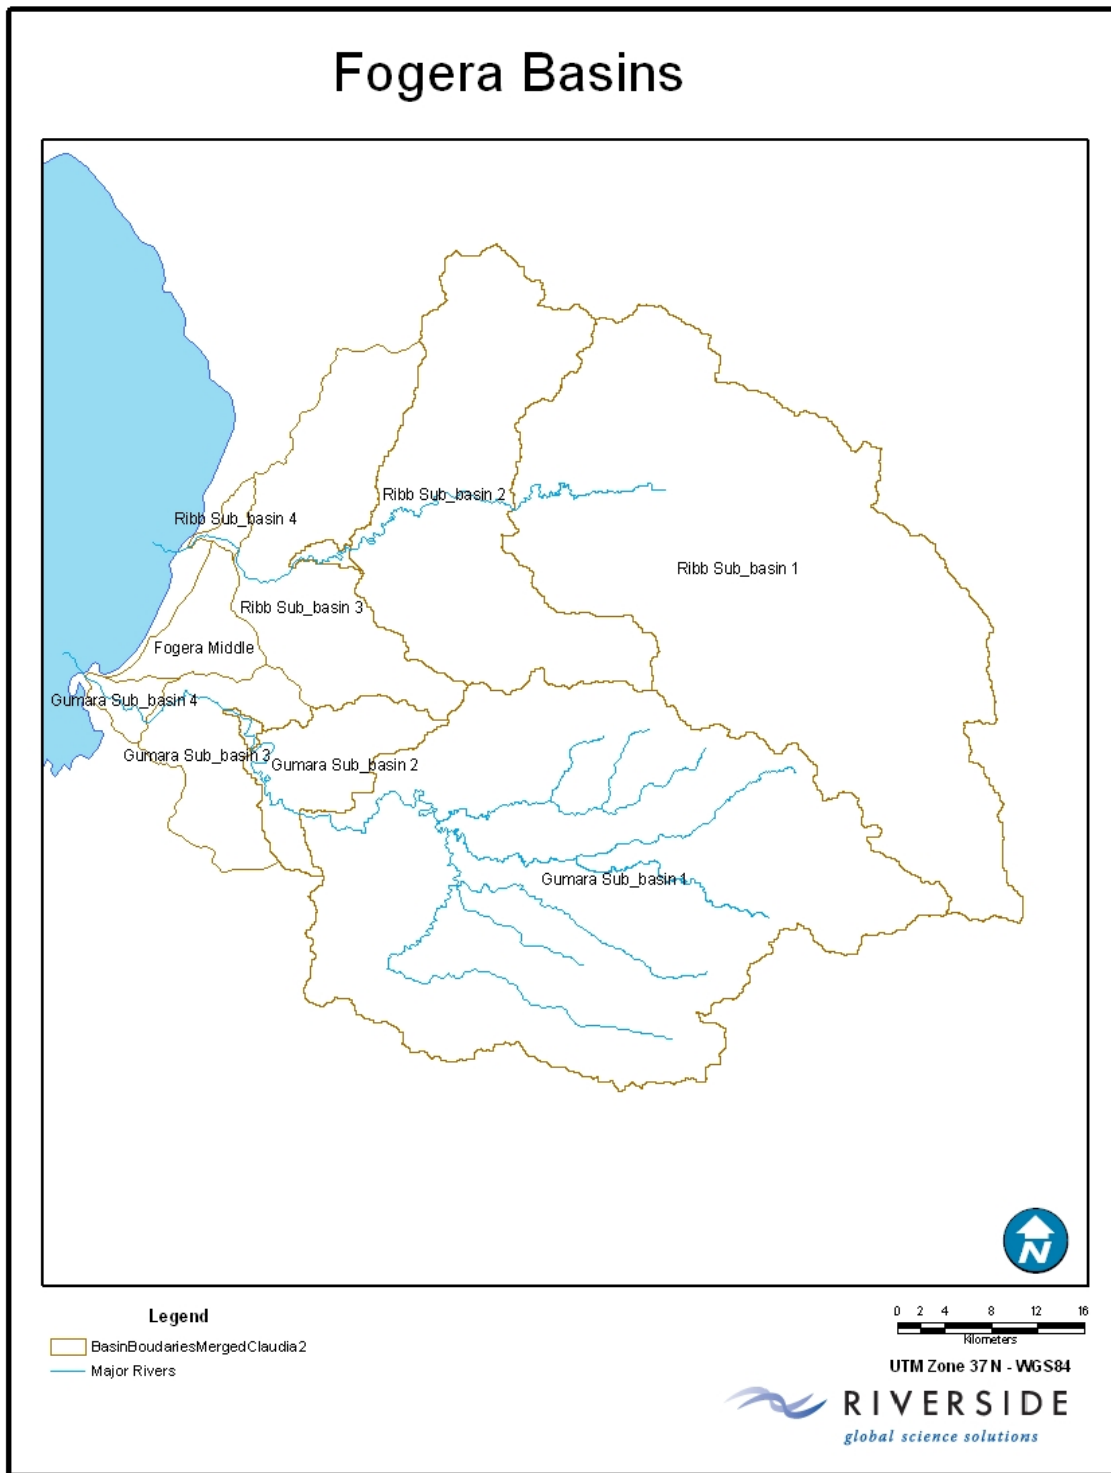 Fogera Basins
Ribb Sub_basin 2
Ribb Sub_basin 4
Ribb Sub_basin 1
Ribb Sub_basin 3
Fogera Middle
Gumara Sub_basin 4
Gumara Sub_basin 3
Gumara Sub_basin 2
Gumara Sub_basin 1
N
Legend
BasinBoudariesMergedClaudia2
Major Rivers
0 2 4 8 12 16
Kilometers
UTM Zone 37 N - WGS84
RIVERSIDE
global science solutions